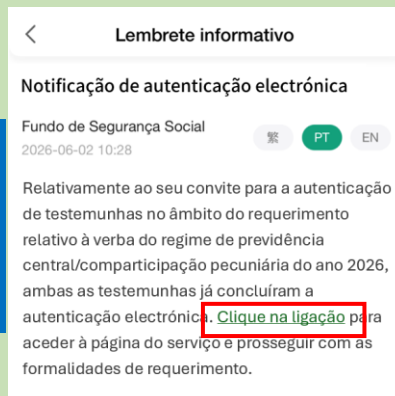 Lembrete informativo
Notificação de autenticação electrónica
Fundo de Segurança Social
繁 PT EN
2026-06-02 10:28
Relativamente ao seu convite para a autenticação
de testemunhas no âmbito do requerimento
relativo à verba do regime de previdência
central/comparticipação pecuniária do ano 2026,
ambas as testemunhas já concluíram a
autenticação electrónica. Clique na ligação para
aceder à página do serviço e prosseguir com as
formalidades de requerimento.